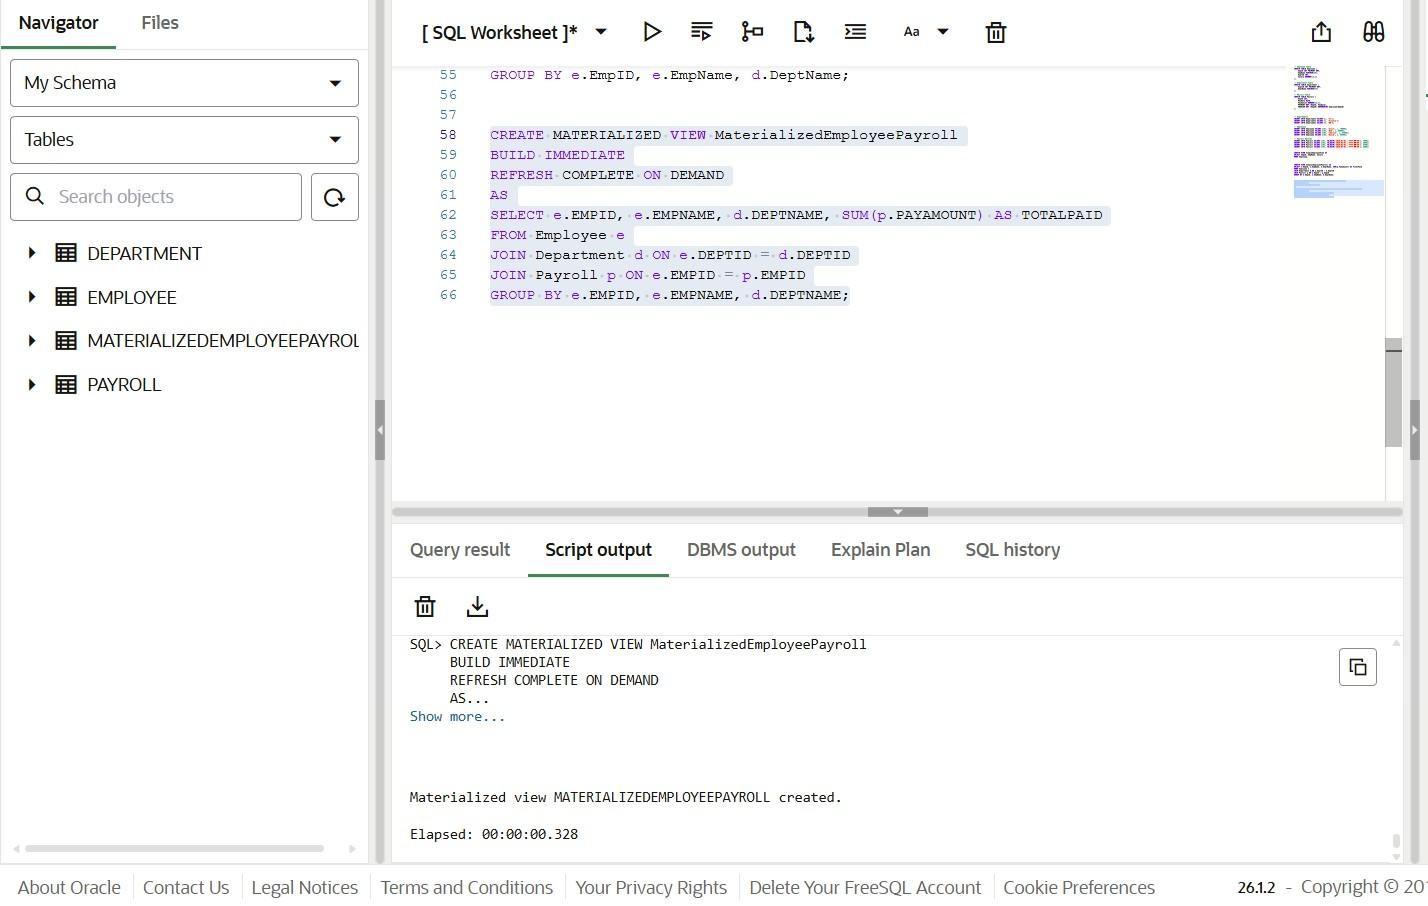 Navigator
Files
My Schema
Tables
Search objects
DEPARTMENT
EMPLOYEE
MATERIALIZEDEMPLOYEEPAYROL
PAYROLL
[ SQL Worksheet ]*
Aa
55 GROUP BY e.EmpID, e.EmpName, d.DeptName;
56
57
58 CREATE MATERIALIZED VIEW MaterializedEmployeePayroll
59 BUILD IMMEDIATE
60 REFRESH COMPLETE ON DEMAND
61 AS
62 SELECT e.EMPID, e.EMPNAME, d.DEPTNAME, SUM(p.PAYAMOUNT) AS TOTALPAID
63 FROM Employee e
64 JOIN Department d ON e.DEPTID = d.DEPTID
65 JOIN Payroll p ON e.EMPID = p.EMPID
66 GROUP BY e.EMPID, e.EMPNAME, d.DEPTNAME;
Query result
Script output
DBMS output
Explain Plan
SQL history
SQL> CREATE MATERIALIZED VIEW MaterializedEmployeePayroll
BUILD IMMEDIATE
REFRESH COMPLETE ON DEMAND
AS...
Show more...
Materialized view MATERIALIZEDEMPLOYEEPAYROLL created.
Elapsed: 00:00:00.328
About Oracle
Contact Us
Legal Notices
Terms and Conditions
Your Privacy Rights
Delete Your FreeSQL Account
Cookie Preferences
26.1.2 - Copyright © 20